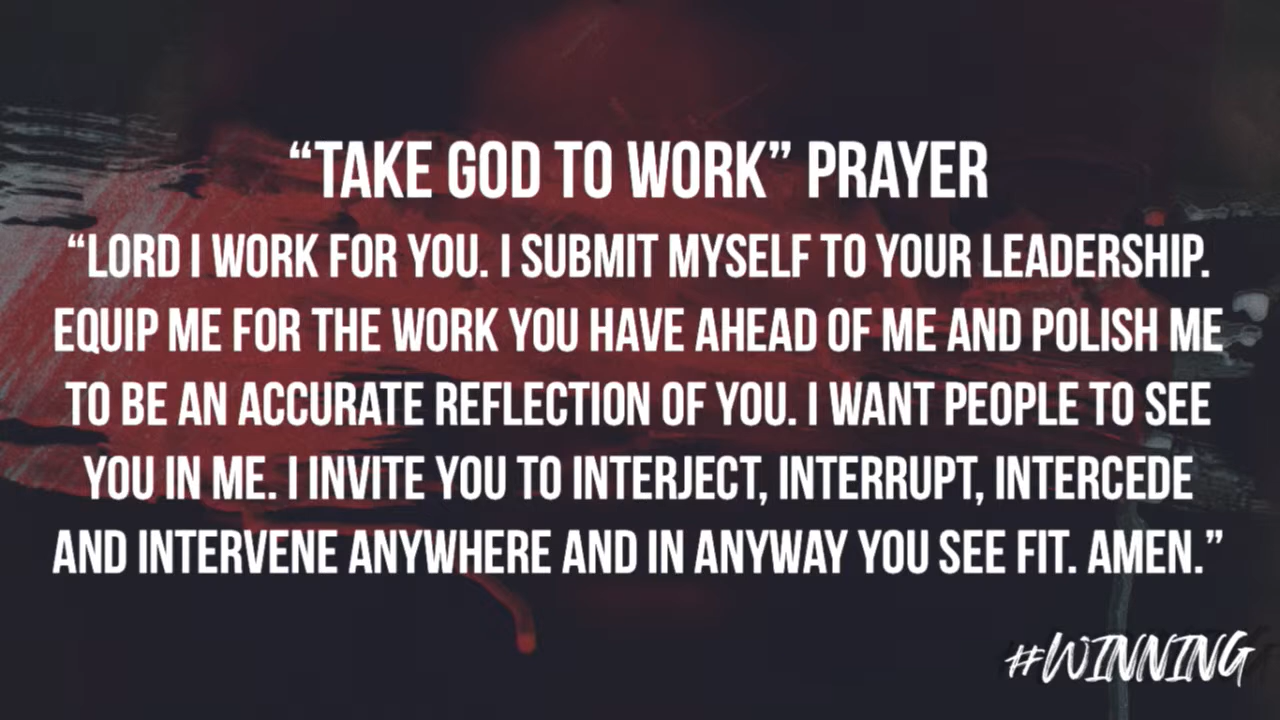 “TAKE GOD TO WORK” PRAYER
“LORD I WORK FOR YOU. I SUBMIT MYSELF TO YOUR LEADERSHIP.
EQUIP ME FOR THE WORK YOU HAVE AHEAD OF ME AND POLISH ME
TO BE AN ACCURATE REFLECTION OF YOU. I WANT PEOPLE TO SEE
YOU IN ME. I INVITE YOU TO INTERJECT, INTERRUPT, INTERCEDE
AND INTERVENE ANYWHERE AND IN ANYWAY YOU SEE FIT. AMEN.”
#WINNING